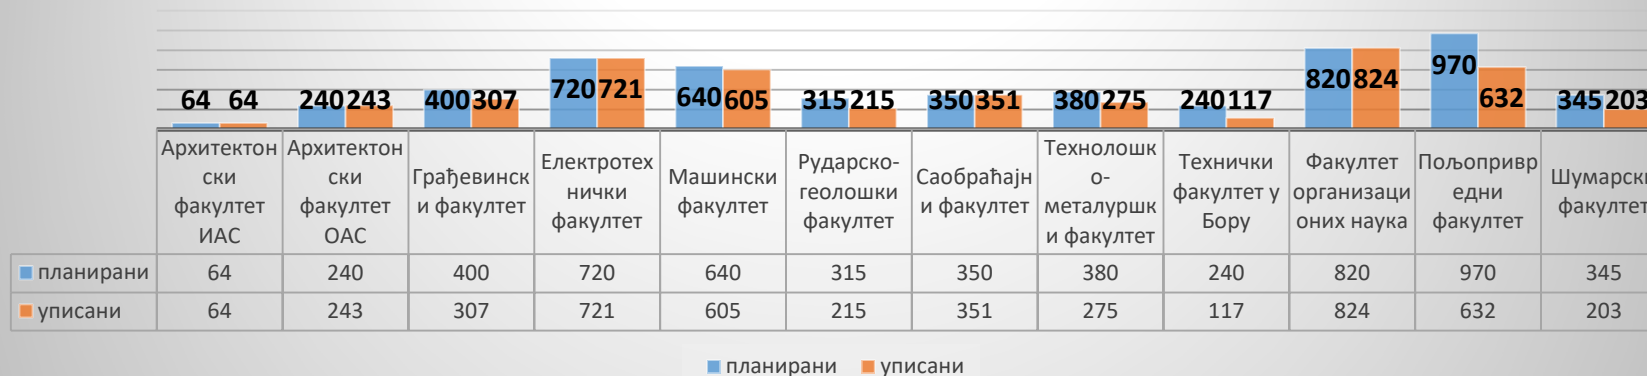 64 64 240 243 400 307 720 721 640 605 315 215 350 351 380 275 240 117 820 824 970 632 345 203
Архитектон
ски
факултет
ИАС
Архитектон
ски
факултет
ОАС
Грађевинск
и факултет
Електротех
нички
факултет
Машински
факултет
Рударско-
геолошки
факултет
Саобраћајн
и факултет
Технолошк
о-
металуршк
и факултет
Технички
факултет у
Бору
Факултет
организаци
оних наука
Пољопривр
едни
факултет
Шумарски
факултет
планирани 64 240 400 720 640 315 350 380 240 820 970 345
уписани 64 243 307 721 605 215 351 275 117 824 632 203
планирани уписани